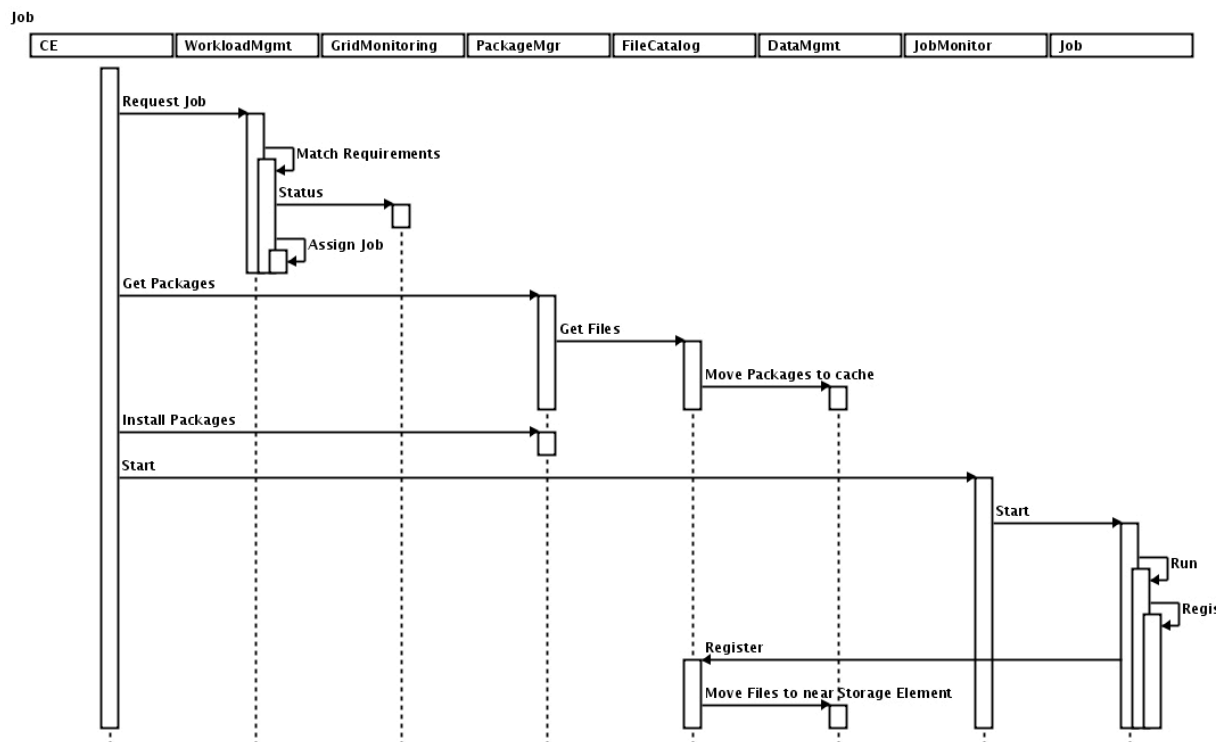 Job
CE WorkloadMgmt GridMonitoring PackageMgr FileCatalog DataMgmt JobMonitor Job
Request Job
Match Requirements
Status
Assign Job
Get Packages
Get Files
Move Packages to cache
Install Packages
Start
Start
Run
Regis
Register
Move Files to near Storage Element